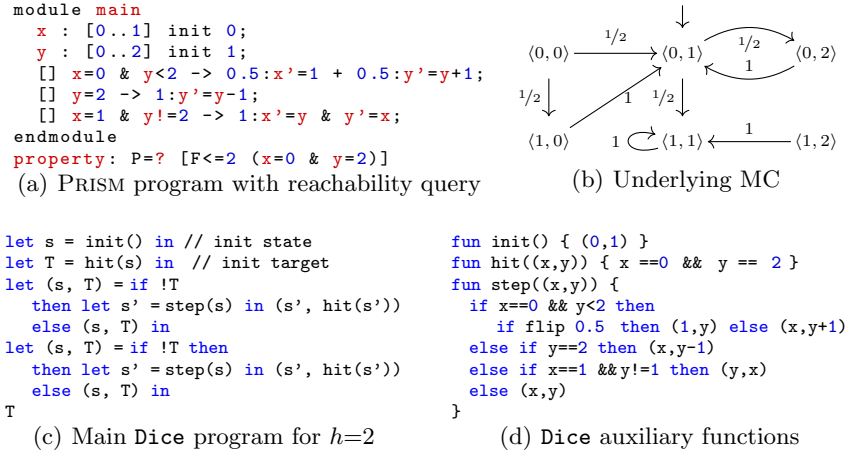 module main
x : [0..1] init 0;
y : [0..2] init 1;
[] x=0 & y<2 -> 0.5:x'=1 + 0.5:y'=y+1;
[] y=2 -> 1:y'=y-1;
[] x=1 & y!=2 -> 1:x'=y & y'=x;
endmodule
property: P=? [F<=2 (x=0 & y=2)]
(a) PRISM program with reachability query
⟨0, 0⟩ 1/2 ⟨0, 1⟩ 1/2 ⟨0, 2⟩
1
1/2 1 1/2
⟨1, 0⟩ 1 ⟨1, 1⟩ 1 ⟨1, 2⟩
(b) Underlying MC
let s = init() in // init state
let T = hit(s) in // init target
let (s, T) = if !T
then let s' = step(s) in (s', hit(s'))
else (s, T) in
let (s, T) = if !T then
then let s' = step(s) in (s', hit(s'))
else (s, T) in
T
(c) Main Dice program for h=2
fun init() { (0,1) }
fun hit((x,y)) { x ==0 && y == 2 }
fun step((x,y)) {
if x==0 && y<2 then
if flip 0.5 then (1,y) else (x,y+1)
else if y==2 then (x,y-1)
else if x==1 && y!=1 then (y,x)
else (x,y)
}
(d) Dice auxiliary functions